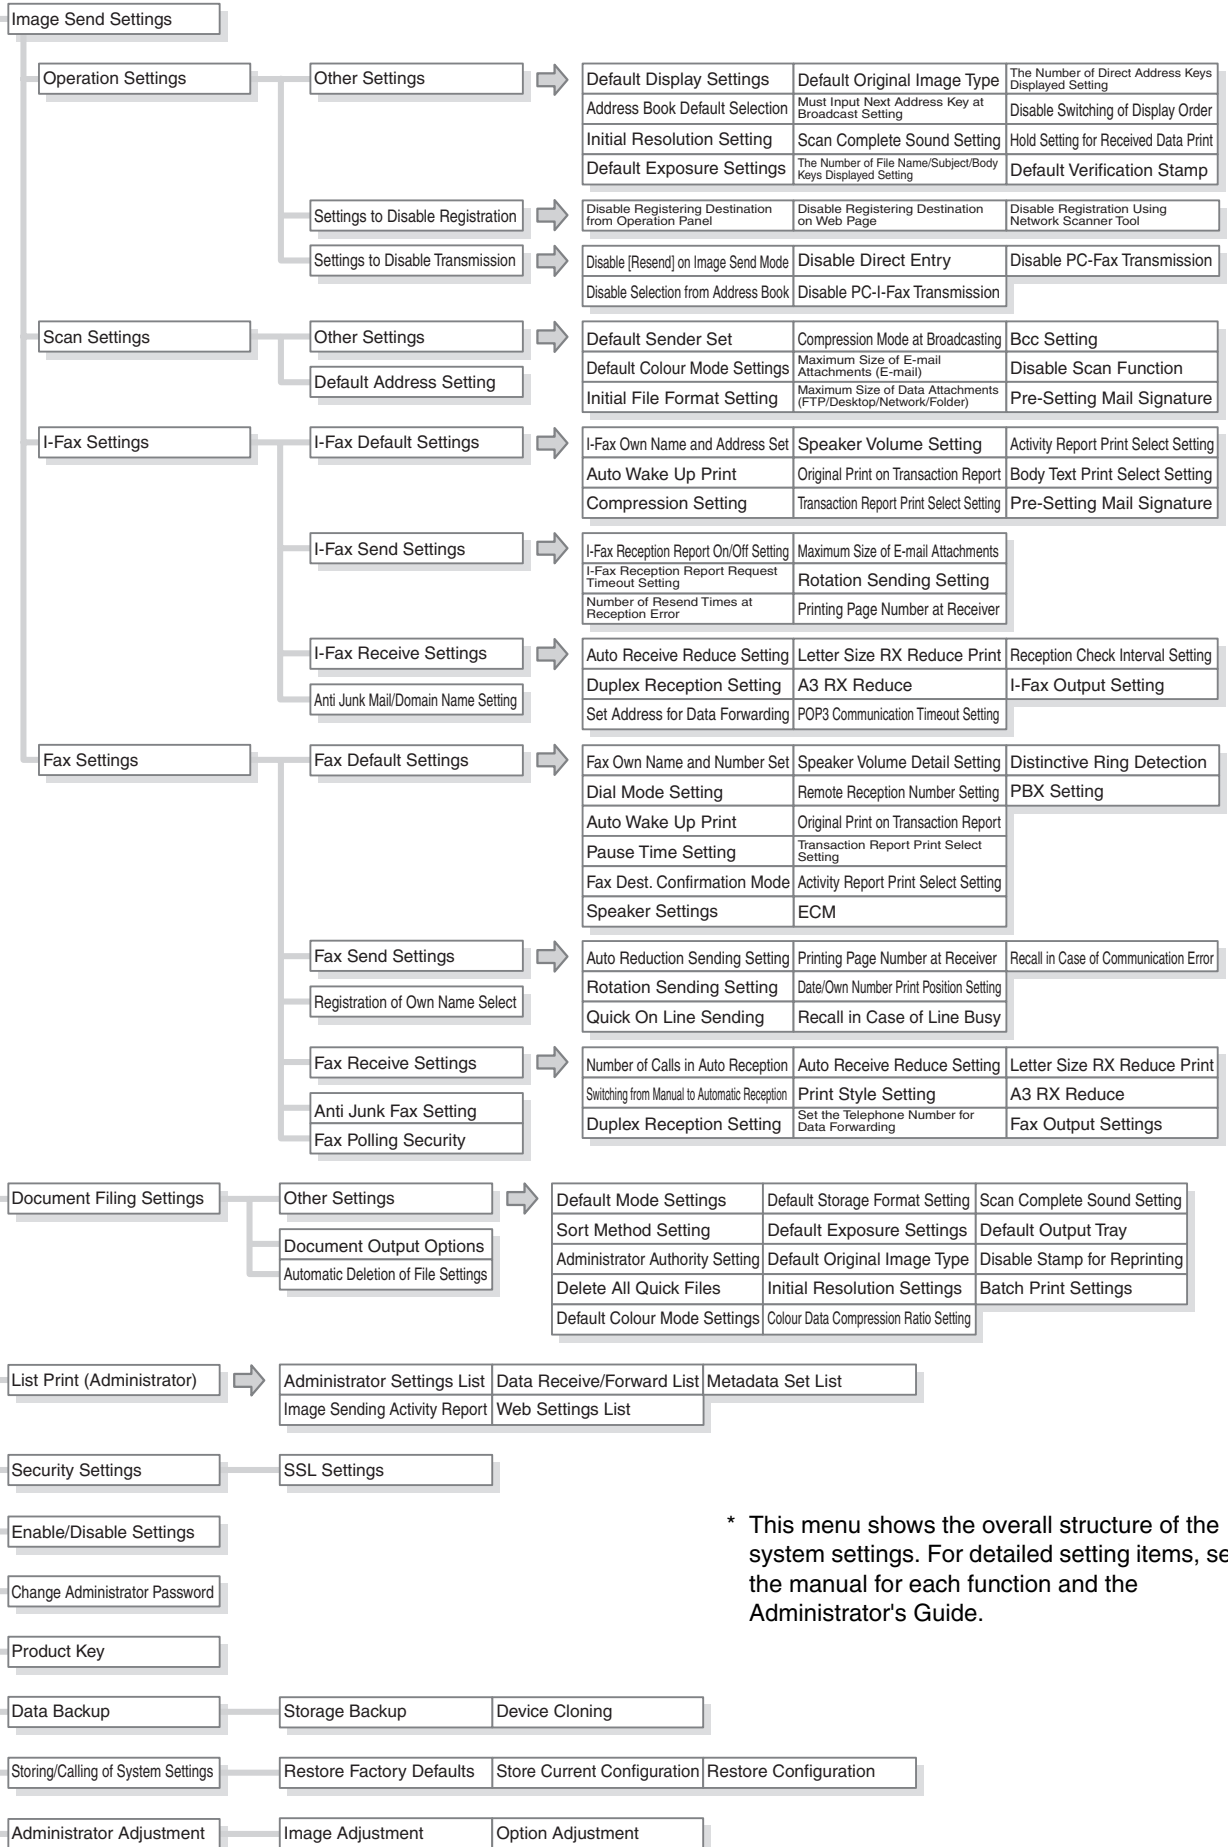 Image Send Settings
Operation Settings
Other Settings
Default Display Settings
Default Original Image Type
The Number of Direct Address Keys
Displayed Setting
Address Book Default Selection
Must Input Next Address Key at
Broadcast Setting
Disable Switching of Display Order
Initial Resolution Setting
Scan Complete Sound Setting
Hold Setting for Received Data Print
Default Exposure Settings
The Number of File Name/Subject/Body
Keys Displayed Setting
Default Verification Stamp
Settings to Disable Registration
Disable Registering Destination
from Operation Panel
Disable Registering Destination
on Web Page
Disable Registration Using
Network Scanner Tool
Settings to Disable Transmission
Disable [Resend] on Image Send Mode
Disable Direct Entry
Disable PC-Fax Transmission
Disable Selection from Address Book
Disable PC-I-Fax Transmission
Scan Settings
Other Settings
Default Sender Set
Compression Mode at Broadcasting
Bcc Setting
Default Address Setting
Default Colour Mode Settings
Maximum Size of E-mail
Attachments (E-mail)
Disable Scan Function
Initial File Format Setting
Maximum Size of Data Attachments
(FTP/Desktop/Network/Folder)
Pre-Setting Mail Signature
I-Fax Settings
I-Fax Default Settings
I-Fax Own Name and Address Set
Speaker Volume Setting
Activity Report Print Select Setting
Auto Wake Up Print
Original Print on Transaction Report
Body Text Print Select Setting
Compression Setting
Transaction Report Print Select Setting
Pre-Setting Mail Signature
I-Fax Send Settings
I-Fax Reception Report On/Off Setting
Maximum Size of E-mail Attachments
I-Fax Reception Report Request
Timeout Setting
Rotation Sending Setting
Number of Resend Times at
Reception Error
Printing Page Number at Receiver
I-Fax Receive Settings
Auto Receive Reduce Setting
Letter Size RX Reduce Print
Reception Check Interval Setting
Anti Junk Mail/Domain Name Setting
Duplex Reception Setting
A3 RX Reduce
I-Fax Output Setting
Set Address for Data Forwarding
POP3 Communication Timeout Setting
Fax Settings
Fax Default Settings
Fax Own Name and Number Set
Speaker Volume Detail Setting
Distinctive Ring Detection
Dial Mode Setting
Remote Reception Number Setting
PBX Setting
Auto Wake Up Print
Original Print on Transaction Report
Pause Time Setting
Transaction Report Print Select
Setting
Fax Dest. Confirmation Mode
Activity Report Print Select Setting
Speaker Settings
ECM
Fax Send Settings
Auto Reduction Sending Setting
Printing Page Number at Receiver
Recall in Case of Communication Error
Registration of Own Name Select
Rotation Sending Setting
Date/Own Number Print Position Setting
Quick On Line Sending
Recall in Case of Line Busy
Fax Receive Settings
Number of Calls in Auto Reception
Auto Receive Reduce Setting
Letter Size RX Reduce Print
Anti Junk Fax Setting
Switching from Manual to Automatic Reception
Print Style Setting
A3 RX Reduce
Fax Polling Security
Duplex Reception Setting
Set the Telephone Number for
Data Forwarding
Fax Output Settings
Document Filing Settings
Other Settings
Default Mode Settings
Default Storage Format Setting
Scan Complete Sound Setting
Document Output Options
Sort Method Setting
Default Exposure Settings
Default Output Tray
Automatic Deletion of File Settings
Administrator Authority Setting
Default Original Image Type
Disable Stamp for Reprinting
Delete All Quick Files
Initial Resolution Settings
Batch Print Settings
Default Colour Mode Settings
Colour Data Compression Ratio Setting
List Print (Administrator)
Administrator Settings List
Data Receive/Forward List
Metadata Set List
Image Sending Activity Report
Web Settings List
Security Settings
SSL Settings
Enable/Disable Settings
Change Administrator Password
Product Key
* This menu shows the overall structure of the
system settings. For detailed setting items, se
the manual for each function and the
Administrator's Guide.
Data Backup
Storage Backup
Device Cloning
Storing/Calling of System Settings
Restore Factory Defaults
Store Current Configuration
Restore Configuration
Administrator Adjustment
Image Adjustment
Option Adjustment